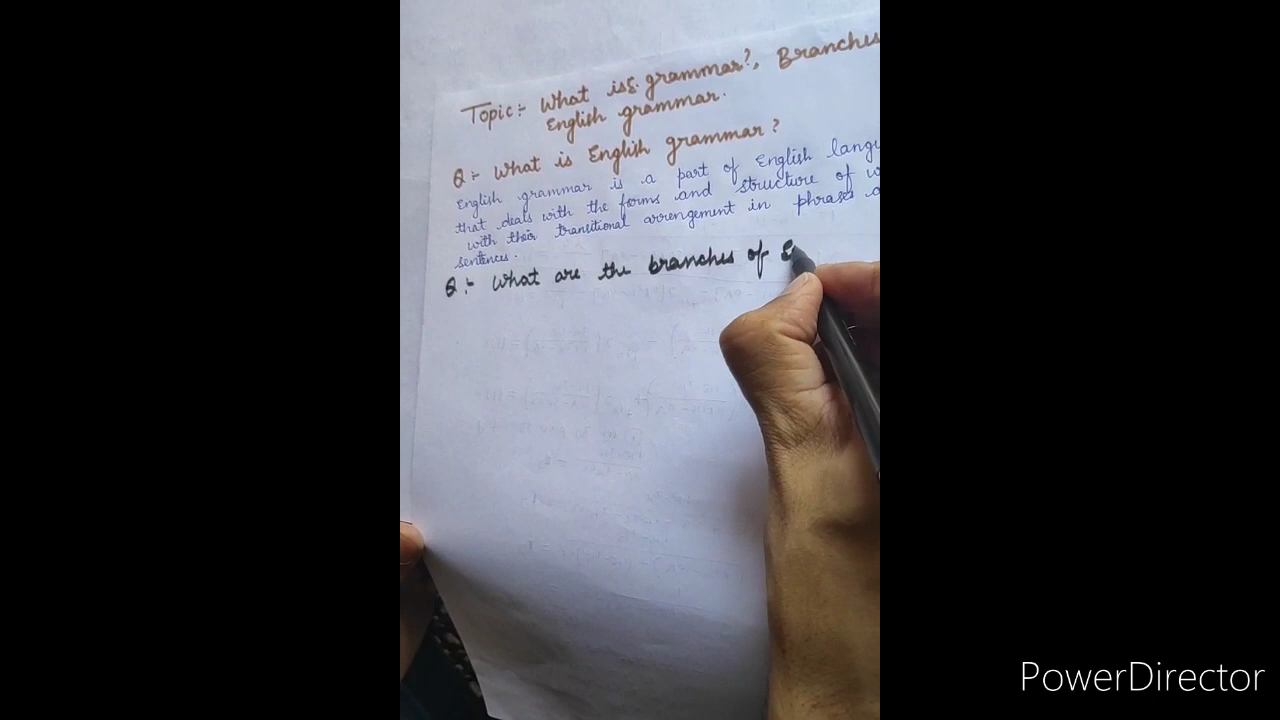 Topic:- What is E. grammar?, Branches
English grammar.
Q:- What is English grammar?
English grammar is a part of English langu
that deals with the forms and structure of w
with their transitional arrengement in phrases
sentences.
Q:- What are the branches of E
PowerDirector